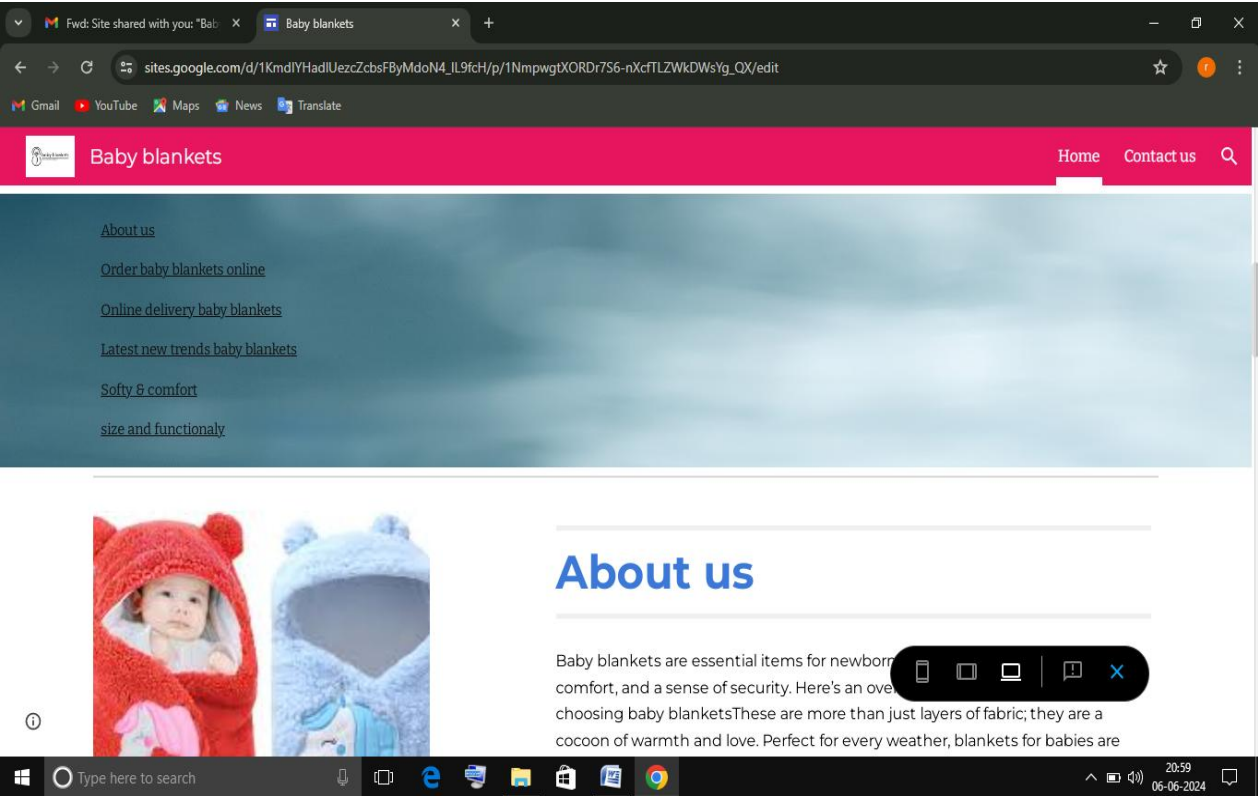 Fwd: Site shared with you: "Bab
Baby blankets
sites.google.com/d/1KmdlYHadlUezcZcbsFByMdoN4_lL9fcH/p/1NmpwgtXORDr7S6-nXcfTLZWkDWsYg_QX/edit
Gmail YouTube Maps News Translate
Baby blankets
Home Contact us
About us
Order baby blankets online
Online delivery baby blankets
Latest new trends baby blankets
Softy & comfort
size and functionaly
About us
Baby blankets are essential items for newborn
comfort, and a sense of security. Here's an ove
choosing baby blanketsThese are more than just layers of fabric; they are a
cocoon of warmth and love. Perfect for every weather, blankets for babies are
Type here to search
20:59
06-06-2024